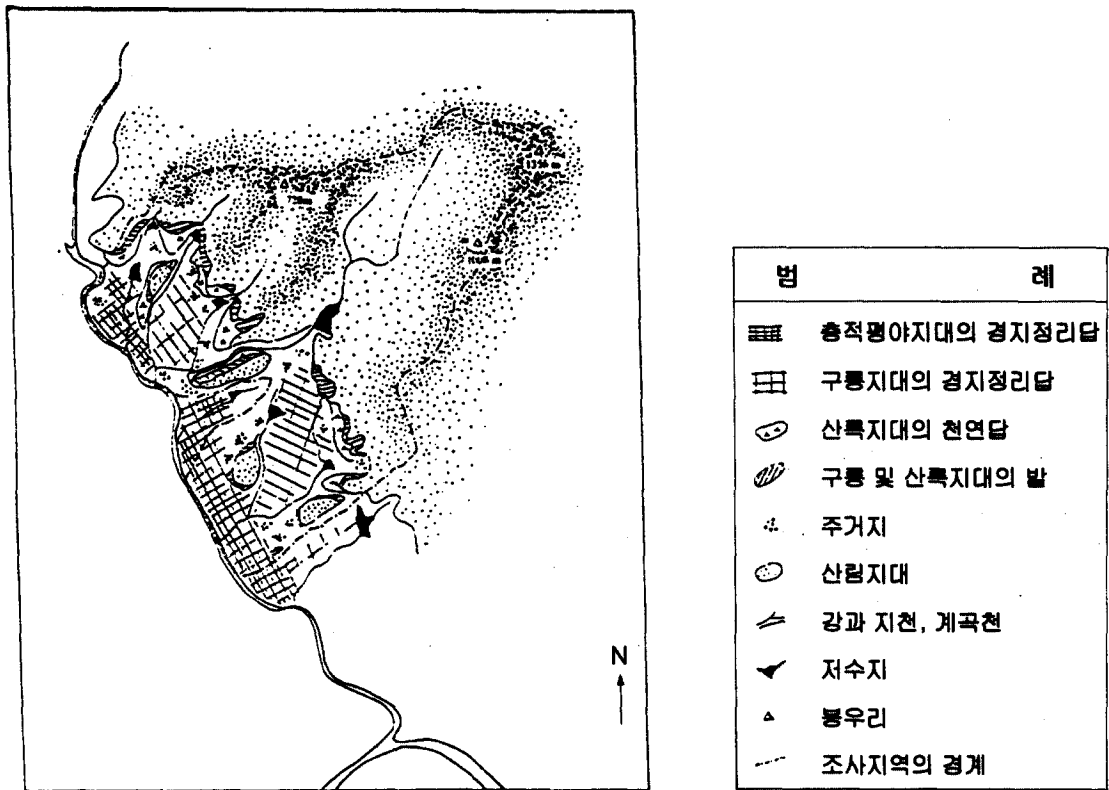 N
범 례
충적평야지대의 경지정리답
구릉지대의 경지정리답
산록지대의 천연답
구릉 및 산록지대의 밭
주거지
산림지대
강과 지천, 계곡천
저수지
봉우리
조사지역의 경계